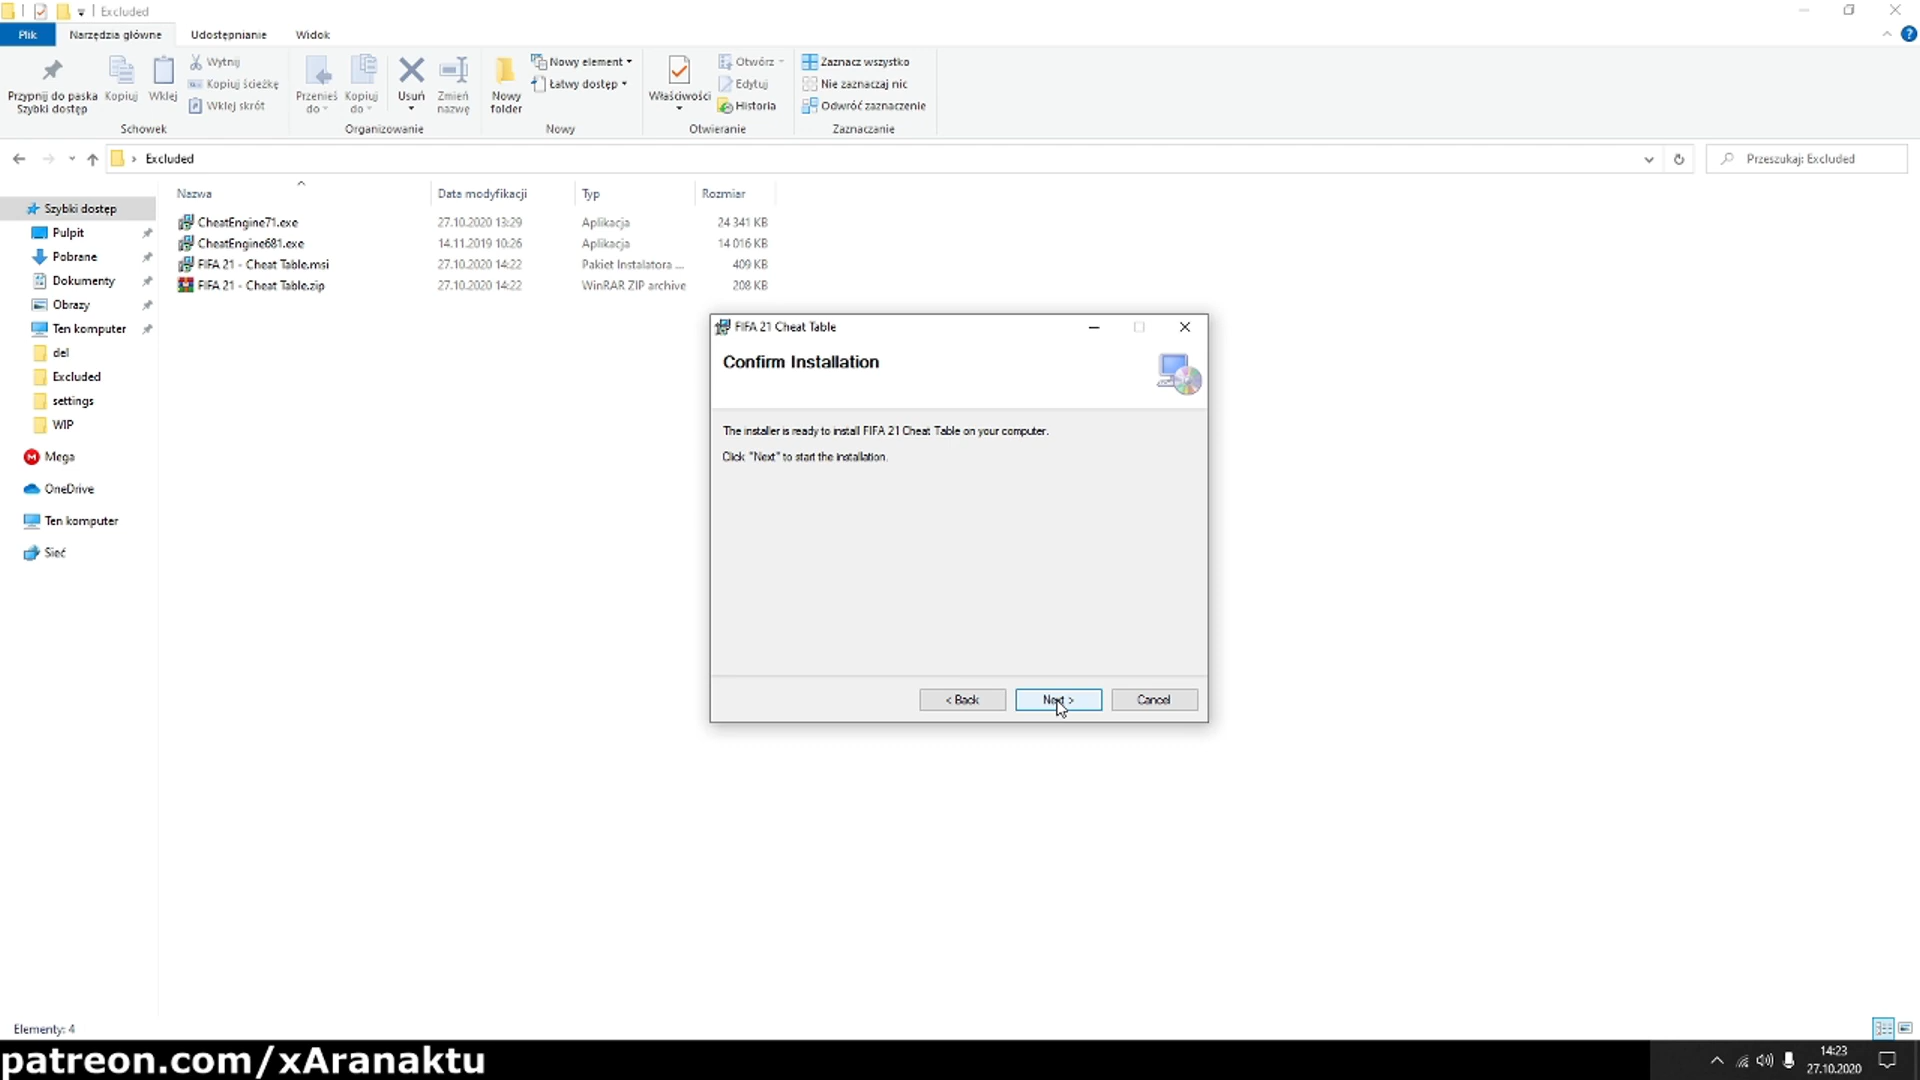 Excluded
Plik Narzędzia główne Udostępnianie Widok
Przypnij do paska Szybki dostęp
Kopiuj
Wklej
Wytnij
Kopiuj ścieżkę
Wklej skrót
Schowek
Przenieś do
Kopiuj do
Usuń
Zmień nazwę
Organizowanie
Nowy folder
Nowy element
Łatwy dostęp
Nowy
Właściwości
Otwórz
Edytuj
Historia
Otwieranie
Zaznacz wszystko
Nie zaznaczaj nic
Odwróć zaznaczenie
Zaznaczanie
Excluded
Przeszukaj: Excluded
Nazwa Data modyfikacji Typ Rozmiar
CheatEngine71.exe 27.10.2020 13:29 Aplikacja 24 341 KB
CheatEngine681.exe 14.11.2019 10:26 Aplikacja 14 016 KB
FIFA 21 - Cheat Table.msi 27.10.2020 14:22 Pakiet Instalatora ... 409 KB
FIFA 21 - Cheat Table.zip 27.10.2020 14:22 WinRAR ZIP archive 208 KB
Szybki dostęp
Pulpit
Pobrane
Dokumenty
Obrazy
Ten komputer
del
Excluded
settings
WIP
Mega
OneDrive
Ten komputer
Sieć
FIFA 21 Cheat Table
Confirm Installation
The installer is ready to install FIFA 21 Cheat Table on your computer.
Click "Next" to start the installation.
< Back Next > Cancel
Elementy: 4
patreon.com/xAranaktu
14:23
27.10.2020